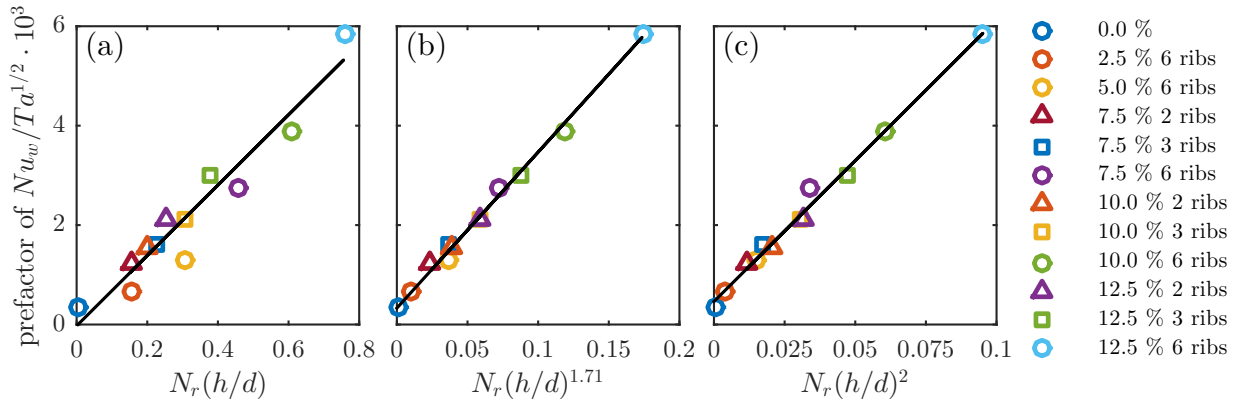 prefactor of Nu_w/Ta^{1/2} · 10^3
(a)
0
2
4
6
0
0.2
0.4
0.6
0.8
N_r(h/d)
(b)
0
0.05
0.1
0.15
0.2
N_r(h/d)^{1.71}
(c)
0
0.025
0.05
0.075
0.1
N_r(h/d)^2
0.0 %
2.5 % 6 ribs
5.0 % 6 ribs
7.5 % 2 ribs
7.5 % 3 ribs
7.5 % 6 ribs
10.0 % 2 ribs
10.0 % 3 ribs
10.0 % 6 ribs
12.5 % 2 ribs
12.5 % 3 ribs
12.5 % 6 ribs